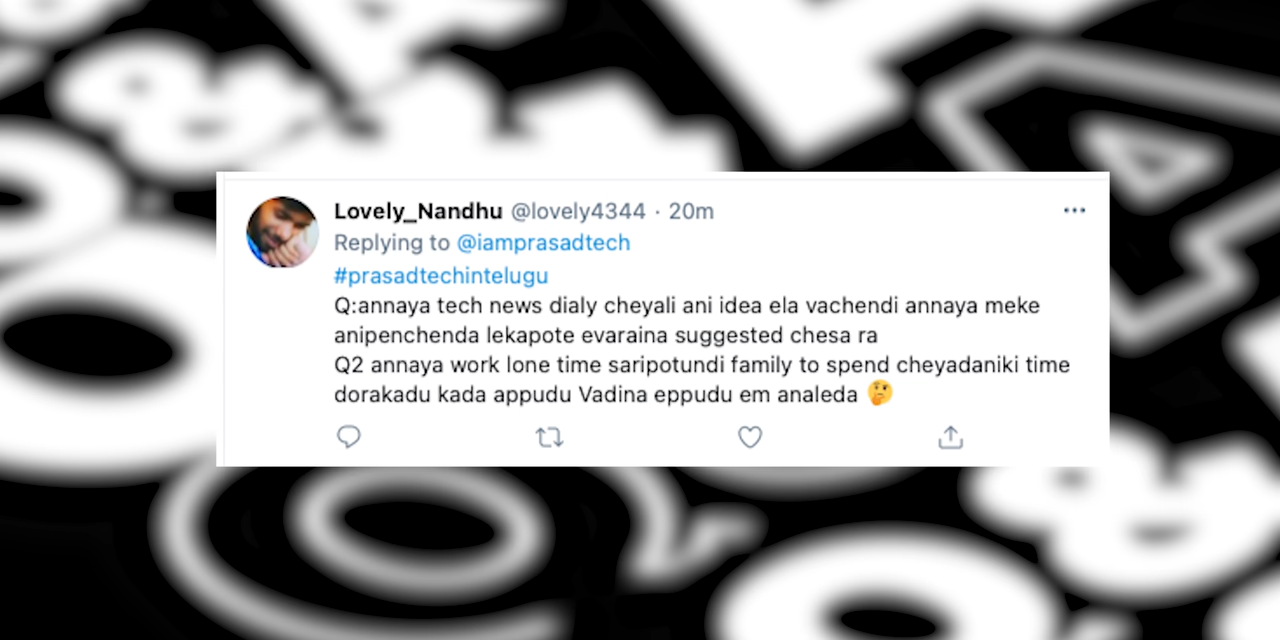 Lovely_Nandhu @lovely4344 · 20m
Replying to @iamprasadtech
#prasadtechintelugu
Q:annaya tech news dialy cheyali ani idea ela vachendi annaya meke
anipenchenda lekapote evaraina suggested chesa ra
Q2 annaya work lone time saripotundi family to spend cheyadaniki time
dorakadu kada appudu Vadina eppudu em analeda 🤔